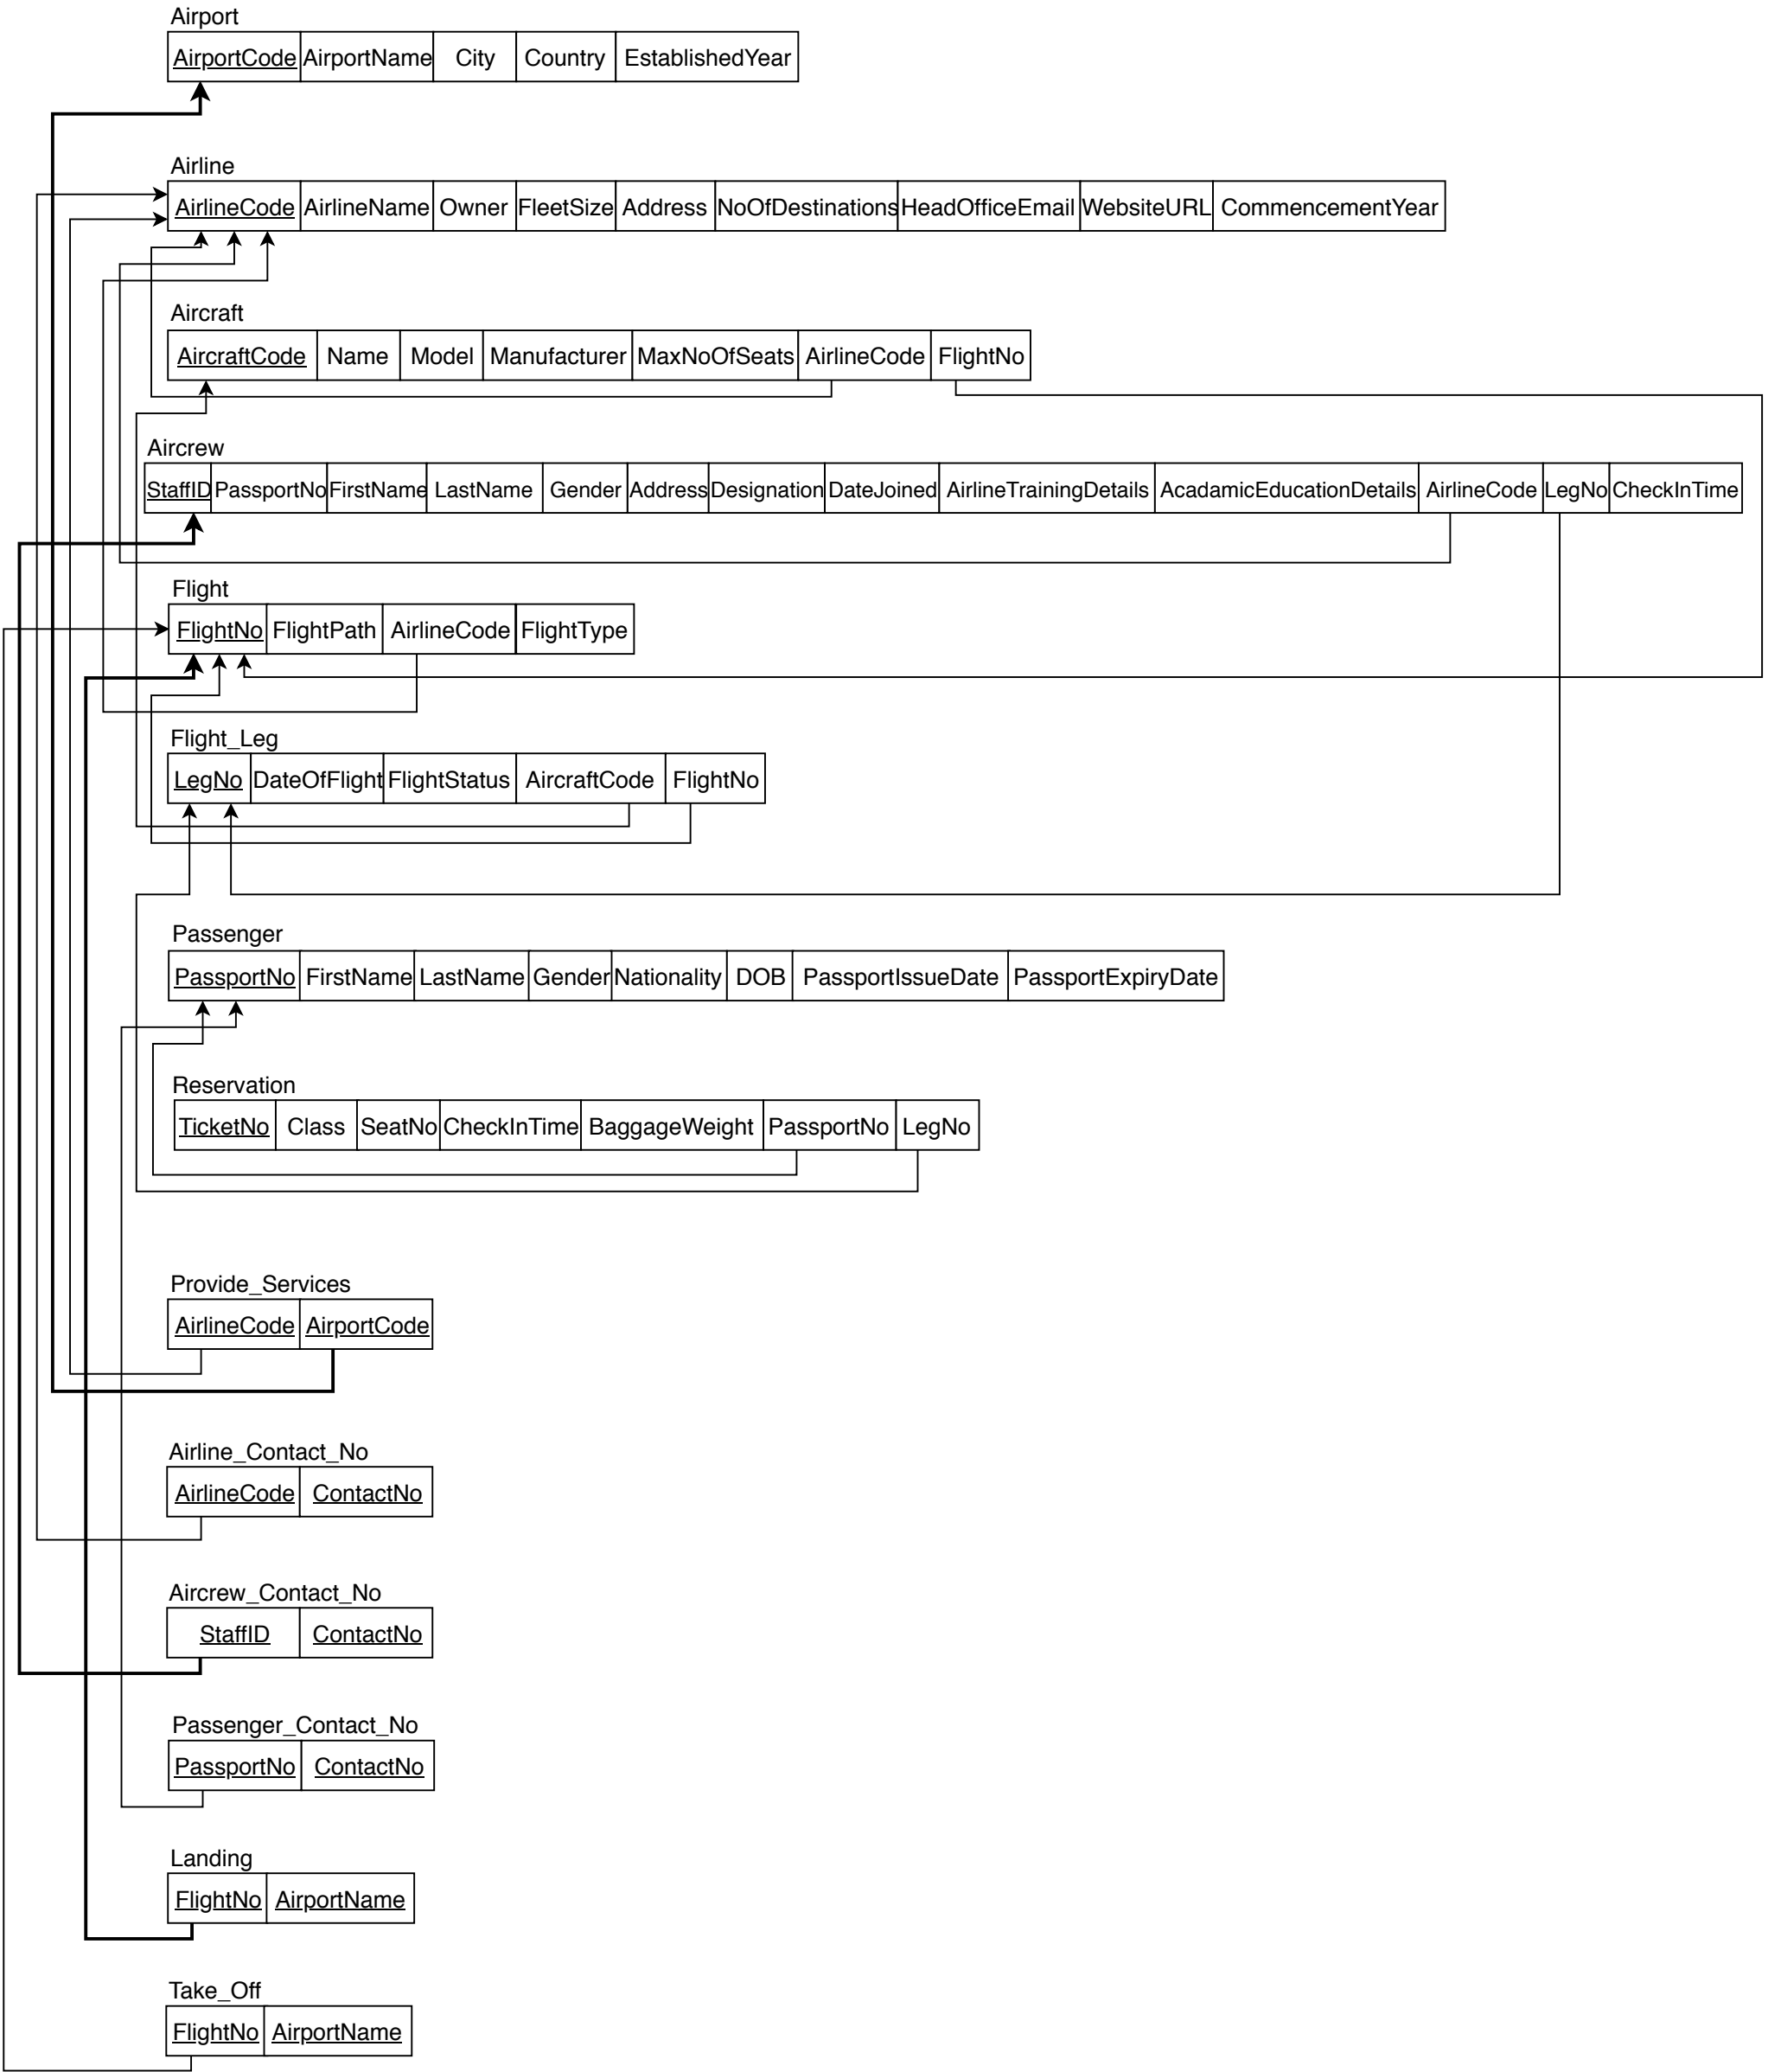 Airport
AirportCode AirportName City Country EstablishedYear
Airline
AirlineCode AirlineName Owner FleetSize Address NoOfDestinations HeadOfficeEmail WebsiteURL CommencementYear
Aircraft
AircraftCode Name Model Manufacturer MaxNoOfSeats AirlineCode FlightNo
Aircrew
StaffID PassportNo FirstName LastName Gender Address Designation DateJoined AirlineTrainingDetails AcadamicEducationDetails AirlineCode LegNo CheckInTime
Flight
FlightNo FlightPath AirlineCode FlightType
Flight_Leg
LegNo DateOfFlight FlightStatus AircraftCode FlightNo
Passenger
PassportNo FirstName LastName Gender Nationality DOB PassportIssueDate PassportExpiryDate
Reservation
TicketNo Class SeatNo CheckInTime BaggageWeight PassportNo LegNo
Provide_Services
AirlineCode AirportCode
Airline_Contact_No
AirlineCode ContactNo
Aircrew_Contact_No
StaffID ContactNo
Passenger_Contact_No
PassportNo ContactNo
Landing
FlightNo AirportName
Take_Off
FlightNo AirportName